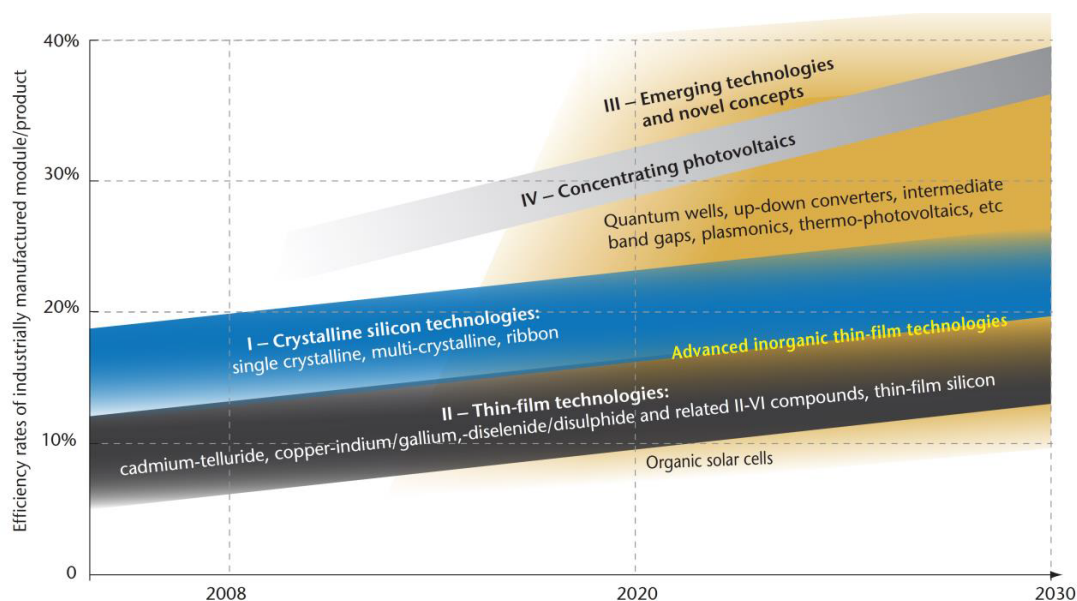 Efficiency rates of industrially manufactured module/product
40%
30%
20%
10%
0
III – Emerging technologies
and novel concepts
IV – Concentrating photovoltaics
Quantum wells, up-down converters, intermediate
band gaps, plasmonics, thermo-photovoltaics, etc
I – Crystalline silicon technologies:
single crystalline, multi-crystalline, ribbon
Advanced inorganic thin-film technologies
II – Thin-film technologies:
cadmium-telluride, copper-indium/gallium,-diselenide/disulphide and related II-VI compounds, thin-film silicon
Organic solar cells
2008
2020
2030